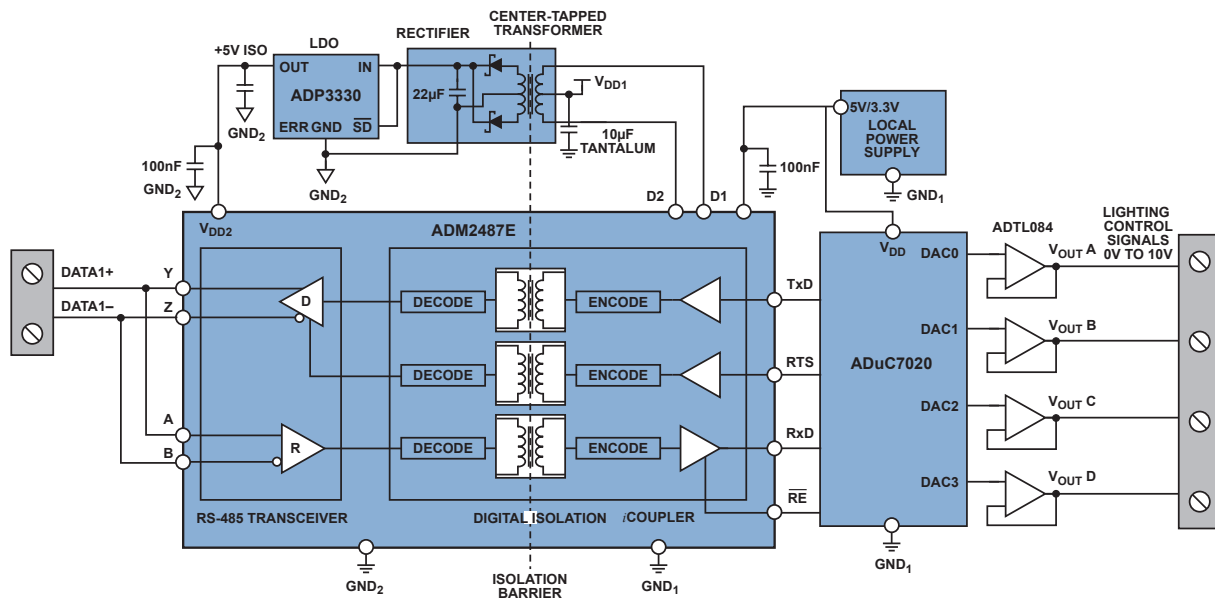 CENTER-TAPPED
TRANSFORMER
RECTIFIER
LDO
+5V ISO
OUT
IN
ADP3330
ERR GND
SD
22µF
VDD1
10µF
TANTALUM
GND2
100nF
GND2
GND2
D2
D1
100nF
5V/3.3V
LOCAL
POWER
SUPPLY
GND1
VDD2
ADM2487E
VDD
ADTL084
LIGHTING
CONTROL
SIGNALS
0V TO 10V
DATA1+
DATA1–
Y
Z
D
DECODE
ENCODE
TxD
DAC0
VOUT A
DECODE
ENCODE
RTS
DAC1
VOUT B
ADuC7020
A
B
R
DECODE
ENCODE
RxD
DAC2
VOUT C
RE
DAC3
VOUT D
RS-485 TRANSCEIVER
DIGITAL ISOLATION
iCOUPLER
GND2
ISOLATION
BARRIER
GND1
GND1